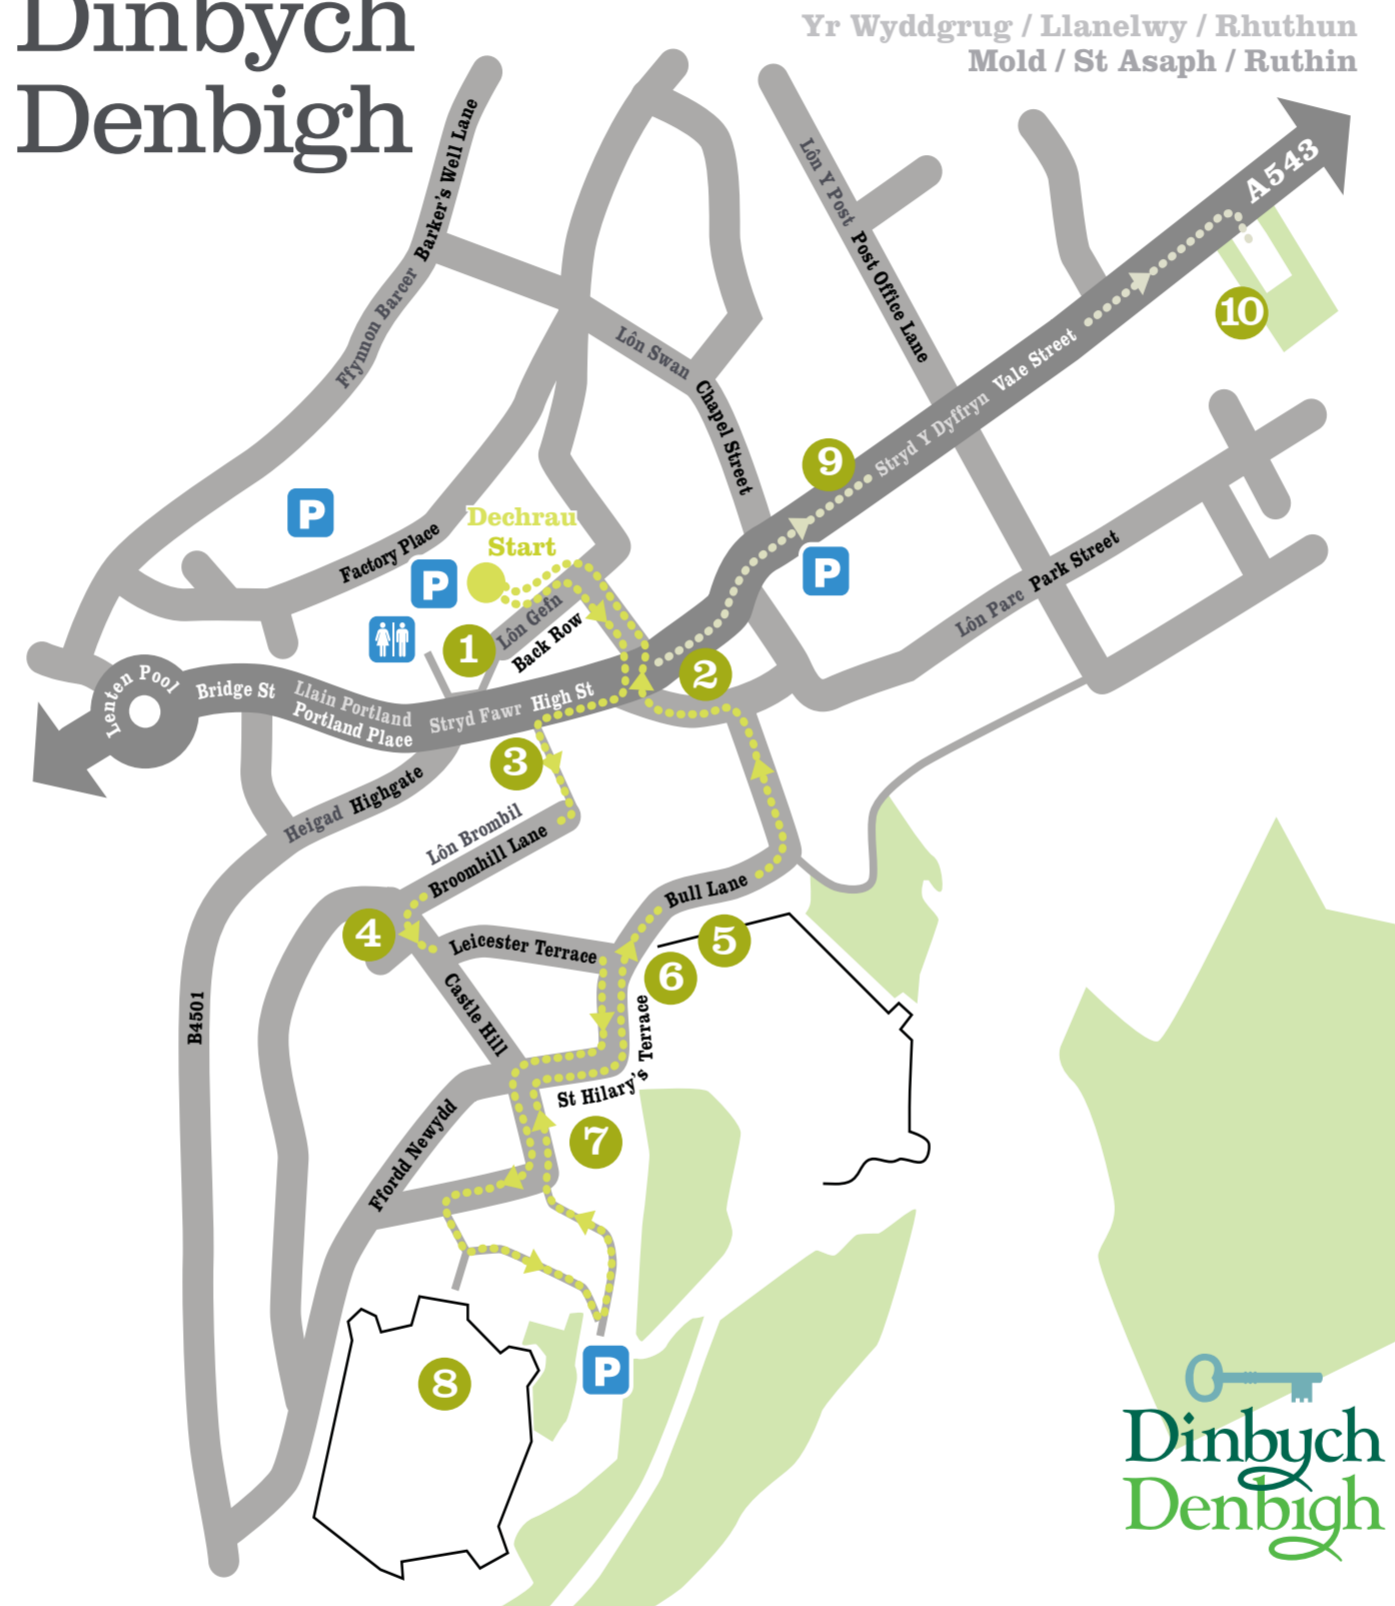 Dinbych
Denbigh
Yr Wyddgrug / Llanelwy / Rhuthun
Mold / St Asaph / Ruthin
A543
Ffynnon Barcer Barker's Well Lane
Lôn Y Post Post Office Lane
Lôn Swan Chapel Street
Stryd Y Dyffryn Vale Street
10
9
P
P
P
Dechrau
Start
Factory Place
Lôn Parc Park Street
1
Lôn Gefn
Back Row
2
Lenten Pool
Bridge St
Llain Portland
Portland Place
Stryd Fawr High St
3
Heigad Highgate
Lôn Brombil
Broomhill Lane
Bull Lane
4
Leicester Terrace
5
6
Castle Hill
B4501
St Hilary's Terrace
7
Ffordd Newydd
8
P
Dinbych
Denbigh